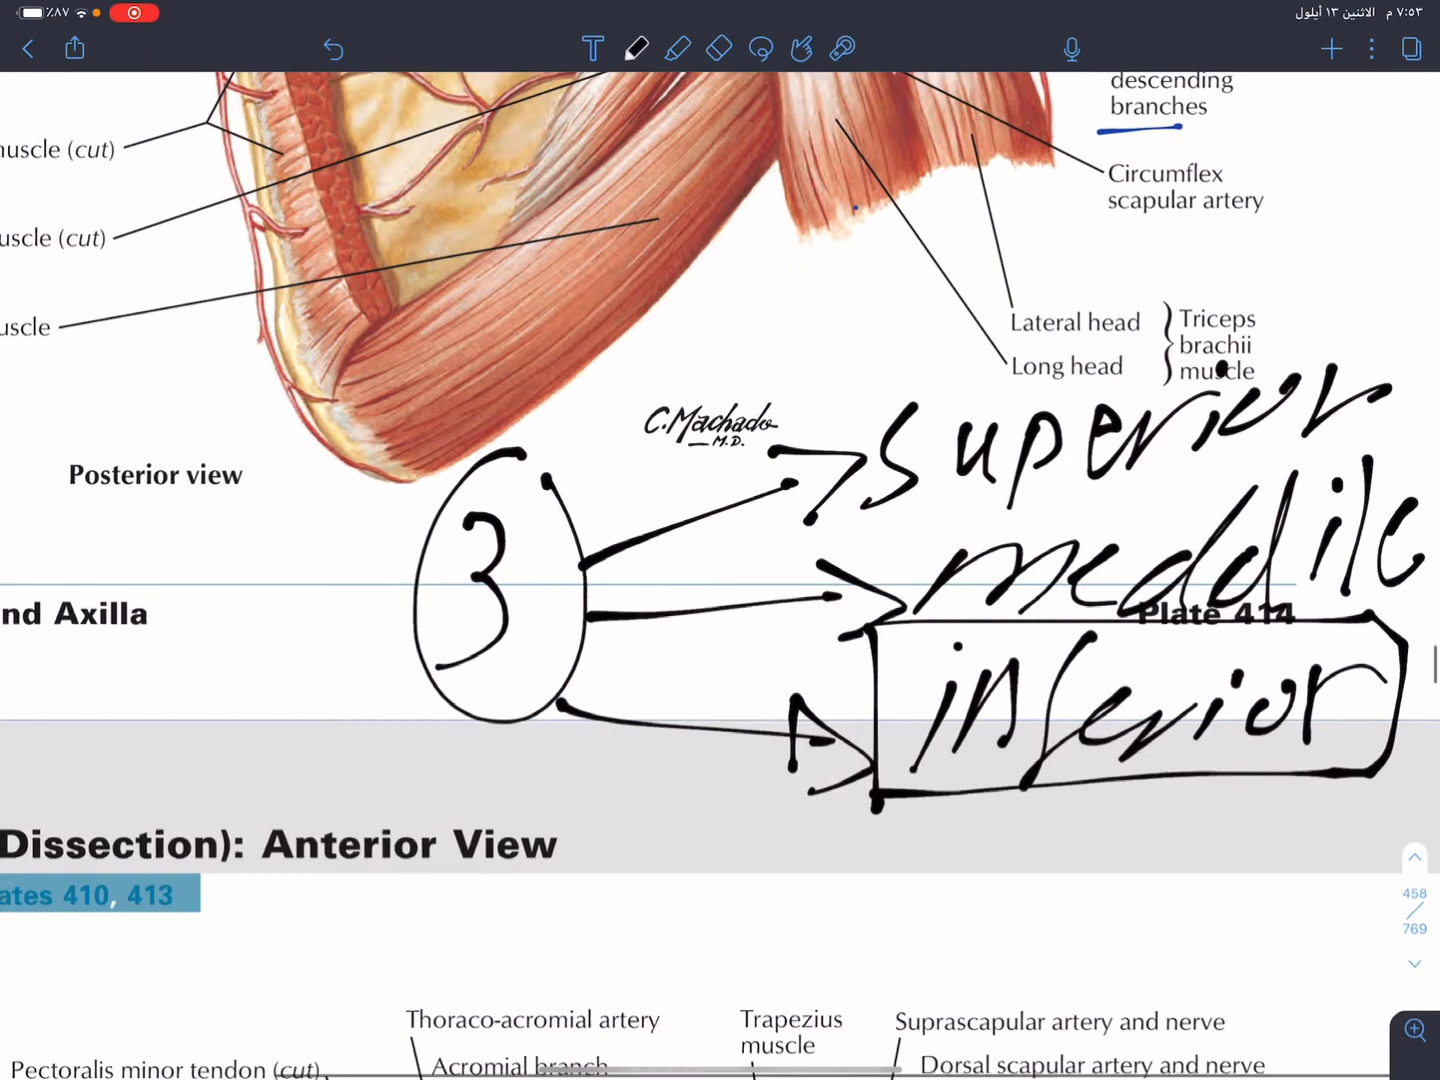 ٪٨٧
٧:٥٣ م الاثنين ١٣ أيلول
T
descending
branches
muscle (cut)
Circumflex
scapular artery
uscle (cut)
uscle
Lateral head
Long head
Triceps
brachii
muscle
C.Machado
M.D.
superior
Posterior view
3
meddile
nd Axilla
Plate 414
inferior
Dissection): Anterior View
ates 410, 413
458
769
Thoraco-acromial artery
Trapezius
muscle
Suprascapular artery and nerve
Pectoralis minor tendon (cut)
Acromial branch
Dorsal scapular artery and nerve